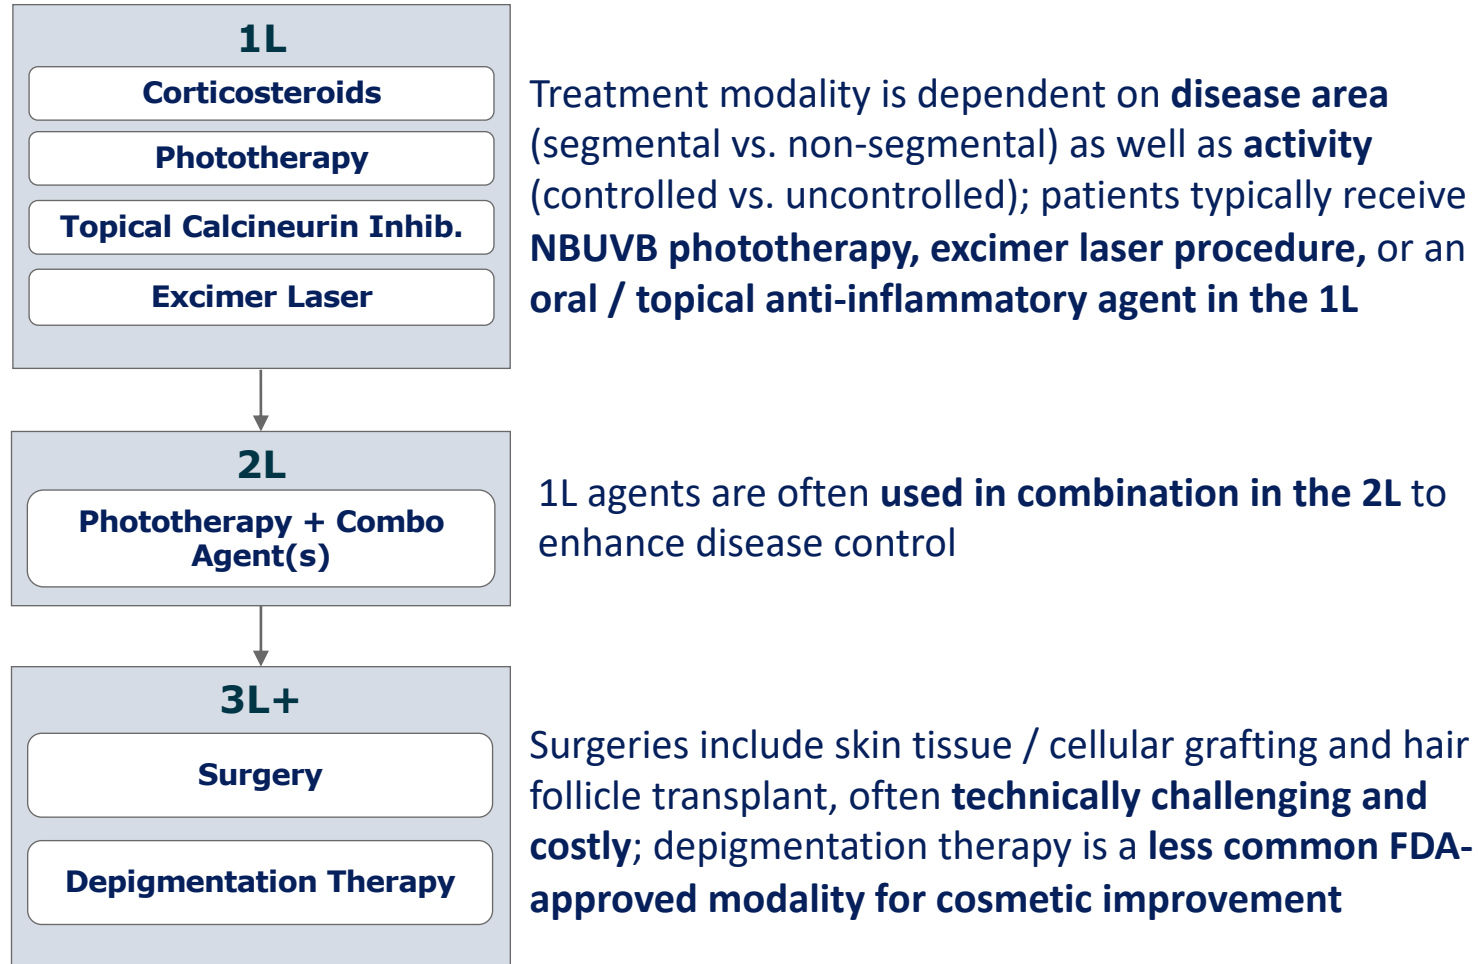 1L
Corticosteroids
Phototherapy
Topical Calcineurin Inhib.
Excimer Laser
Treatment modality is dependent on disease area
(segmental vs. non-segmental) as well as activity
(controlled vs. uncontrolled); patients typically receive
NBUVB phototherapy, excimer laser procedure, or an
oral / topical anti-inflammatory agent in the 1L
2L
Phototherapy + Combo
Agent(s)
1L agents are often used in combination in the 2L to
enhance disease control
3L+
Surgery
Depigmentation Therapy
Surgeries include skin tissue / cellular grafting and hair
follicle transplant, often technically challenging and
costly; depigmentation therapy is a less common FDA-
approved modality for cosmetic improvement